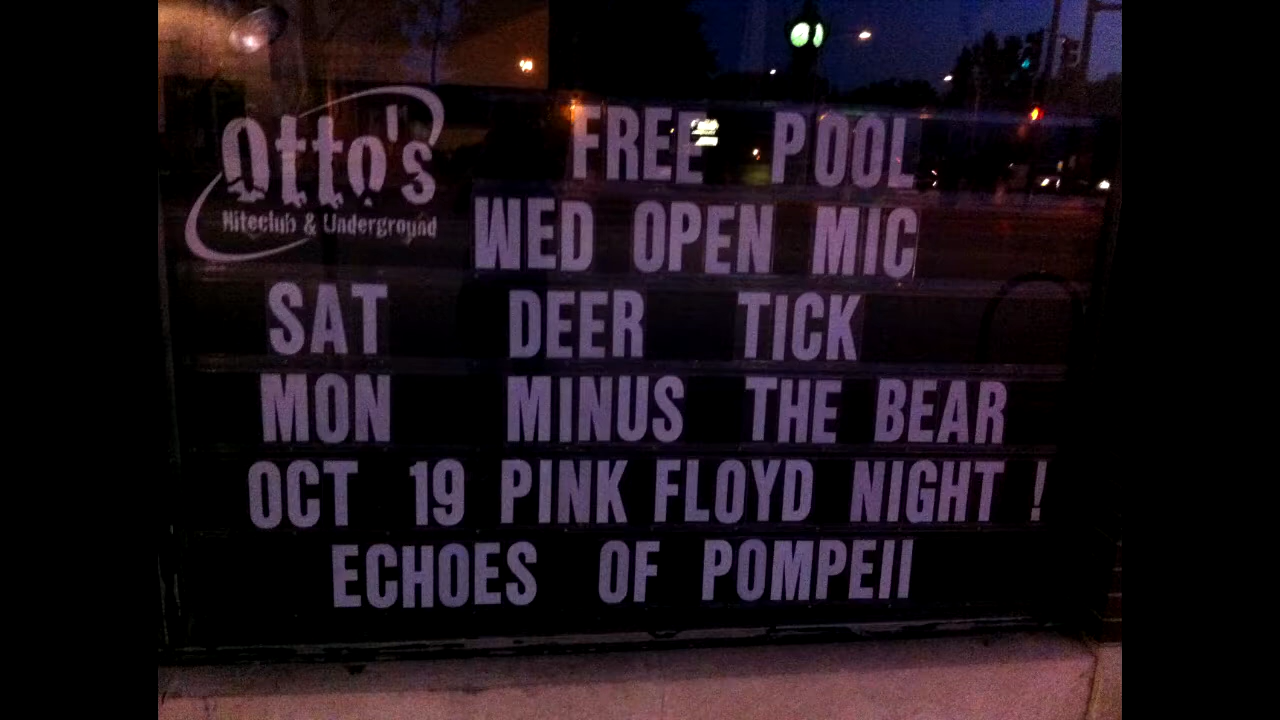 Otto's
Niteclub & Underground
FREE POOL
WED OPEN MIC
SAT DEER TICK
MON MINUS THE BEAR
OCT 19 PINK FLOYD NIGHT !
ECHOES OF POMPEII